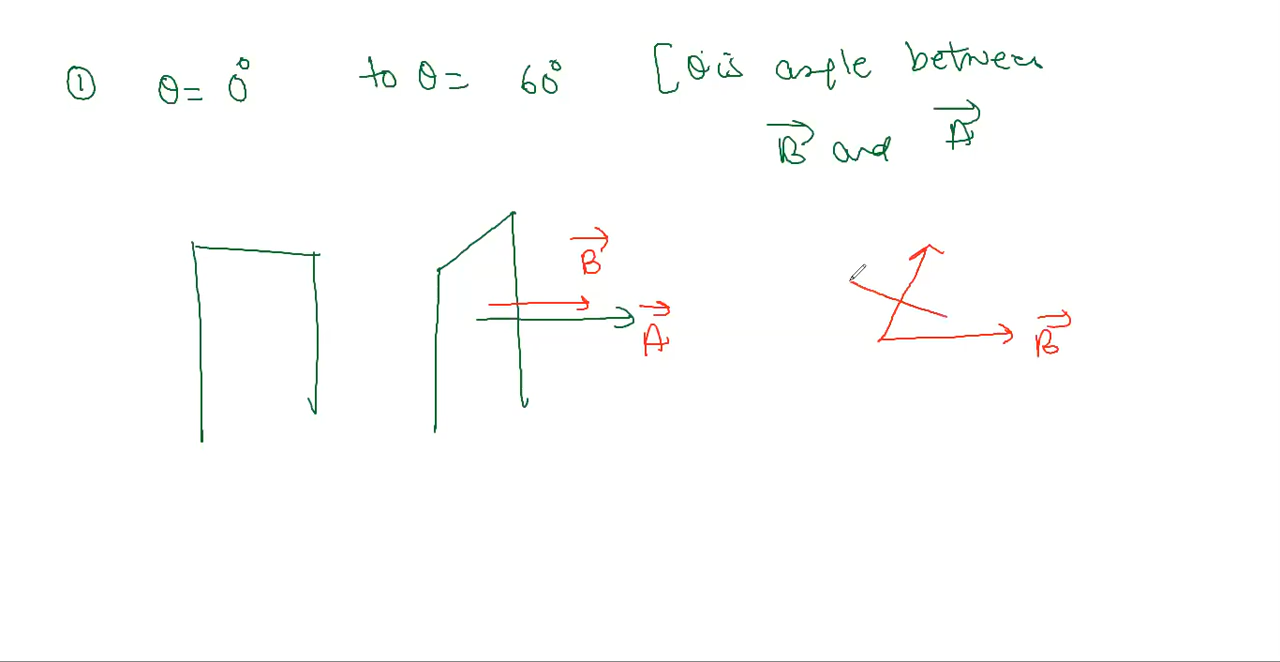 ① θ = 0° to θ = 60° [θ is angle between
B⃗ and A⃗
B⃗
A⃗
B⃗